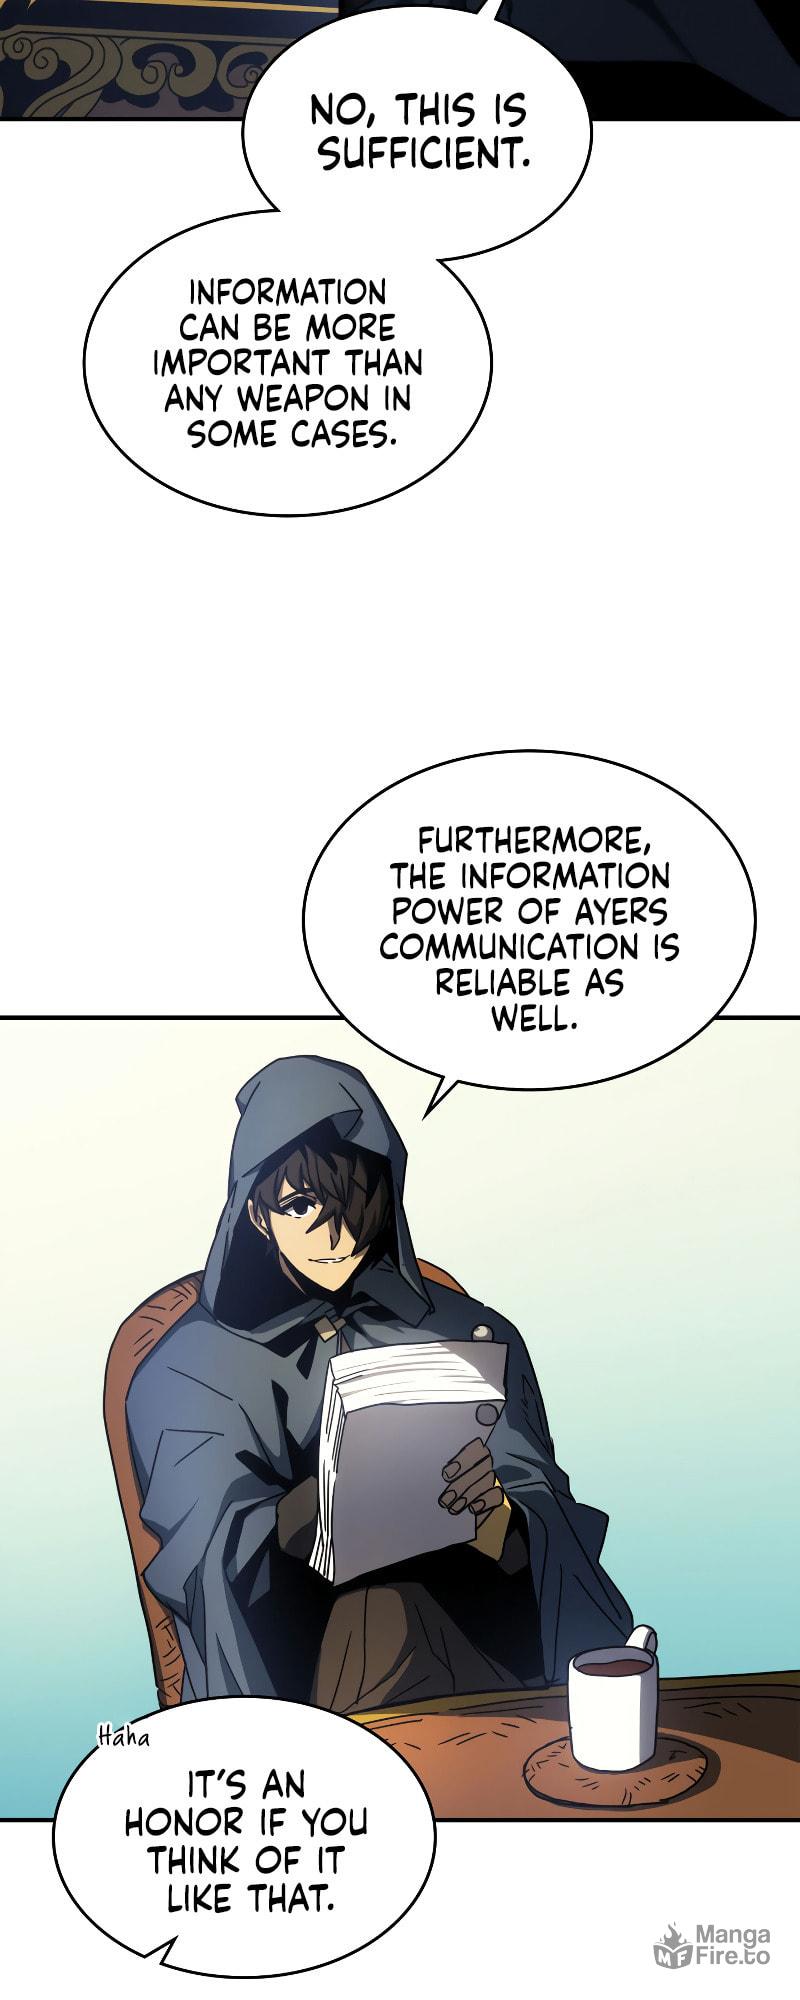 NO, THIS IS
SUFFICIENT.
INFORMATION
CAN BE MORE
IMPORTANT THAN
ANY WEAPON IN
SOME CASES.
FURTHERMORE,
THE INFORMATION
POWER OF AYERS
COMMUNICATION IS
RELIABLE AS
WELL.
Haha
IT'S AN
HONOR IF YOU
THINK OF IT
LIKE THAT.
Manga
MF Fire.to